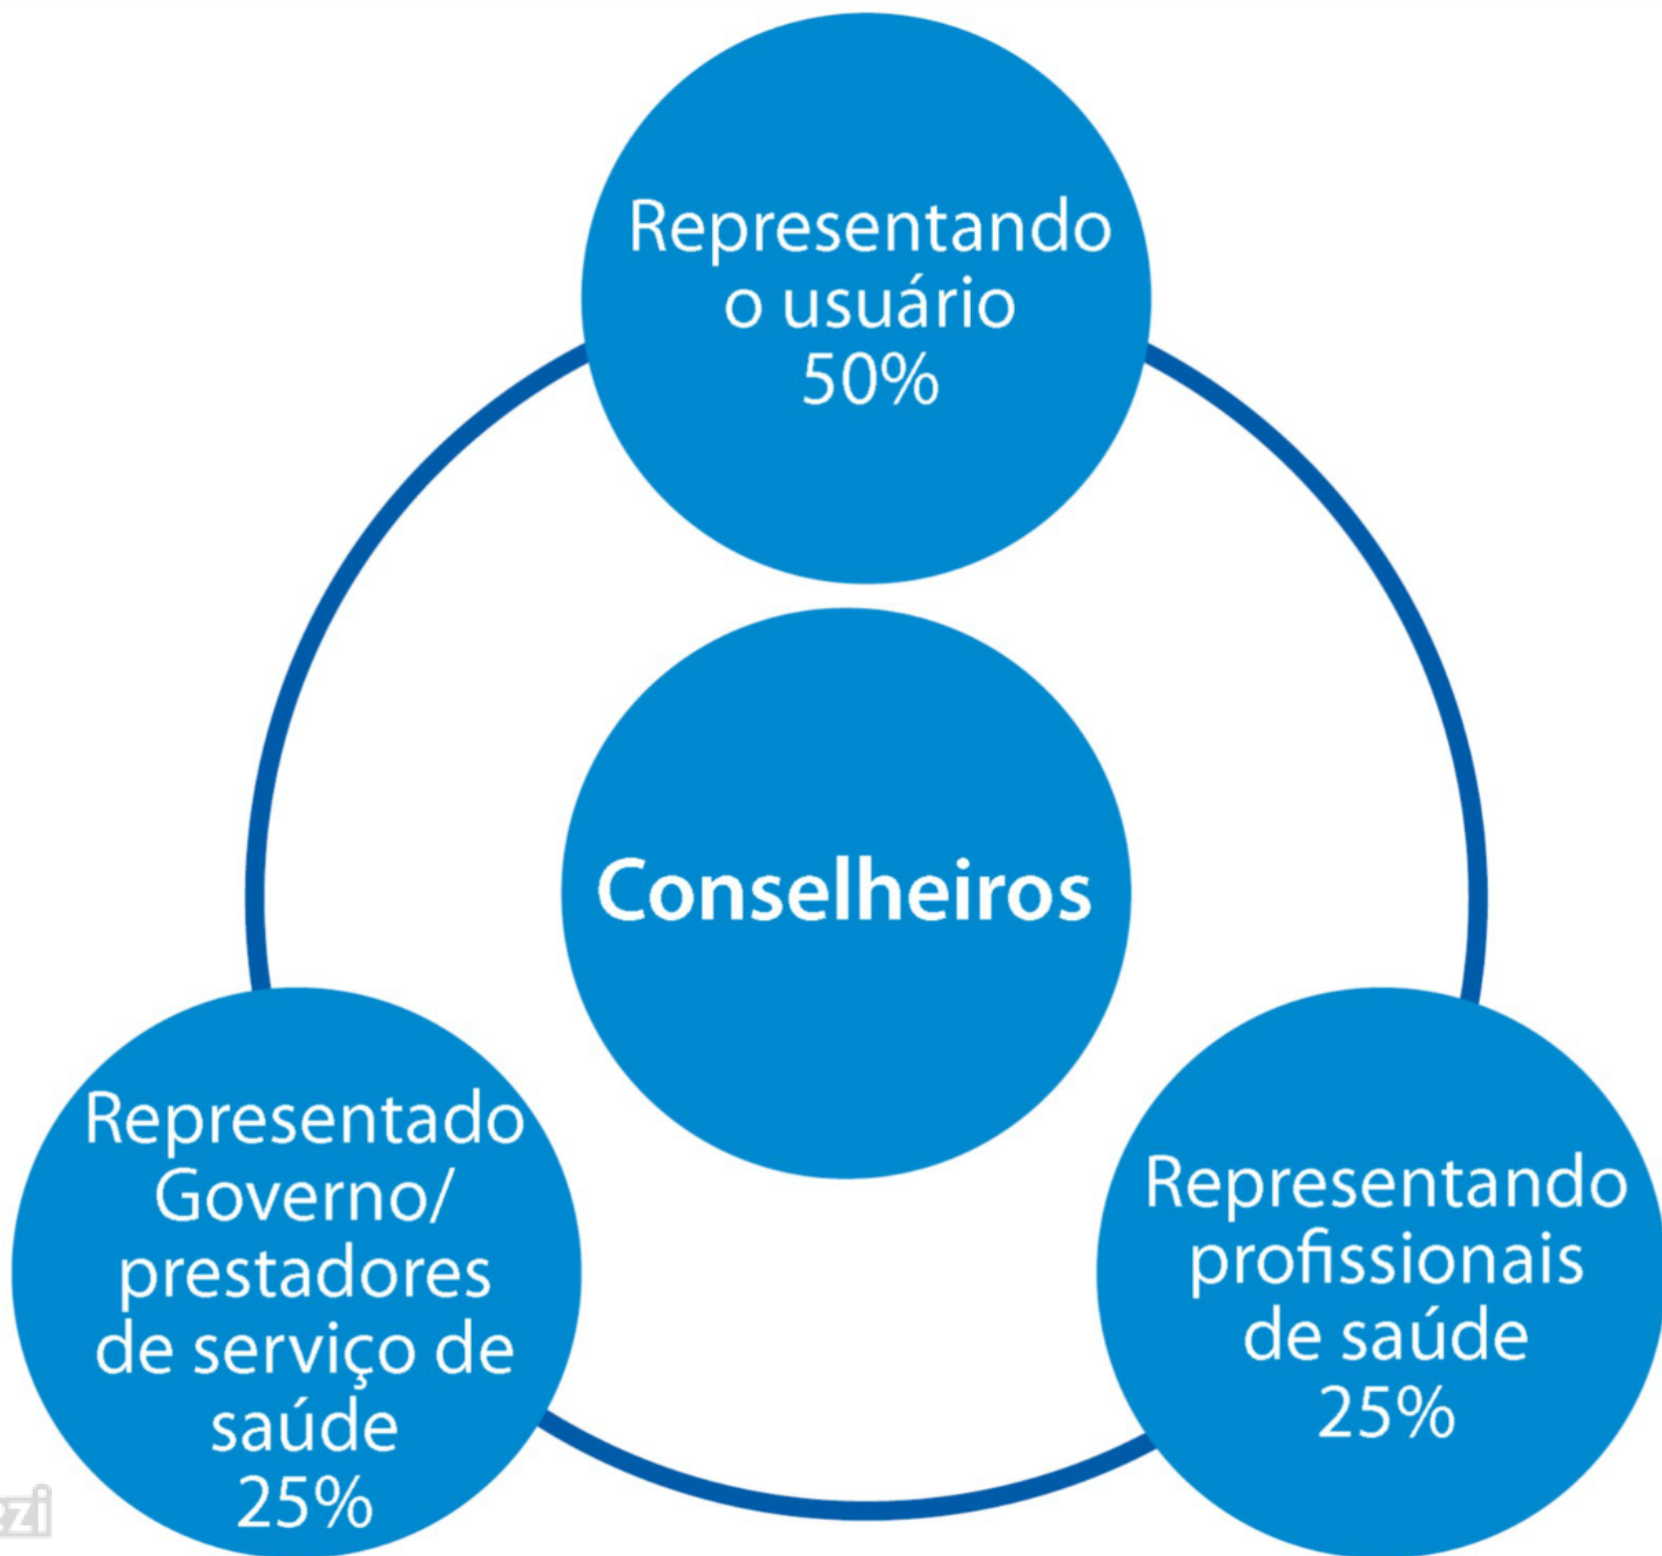 Representando
o usuário
50%
Conselheiros
Representado
Governo/
prestadores
de serviço de
saúde
25%
Representando
profissionais
de saúde
25%